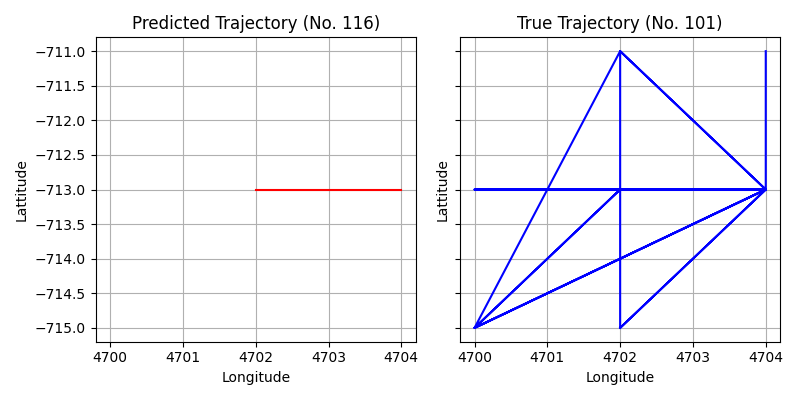 Predicted Trajectory (No. 116)
True Trajectory (No. 101)
−711.0
−711.5
−712.0
−712.5
−713.0
−713.5
−714.0
−714.5
−715.0
Lattitude
Lattitude
4700 4701 4702 4703 4704
4700 4701 4702 4703 4704
Longitude
Longitude